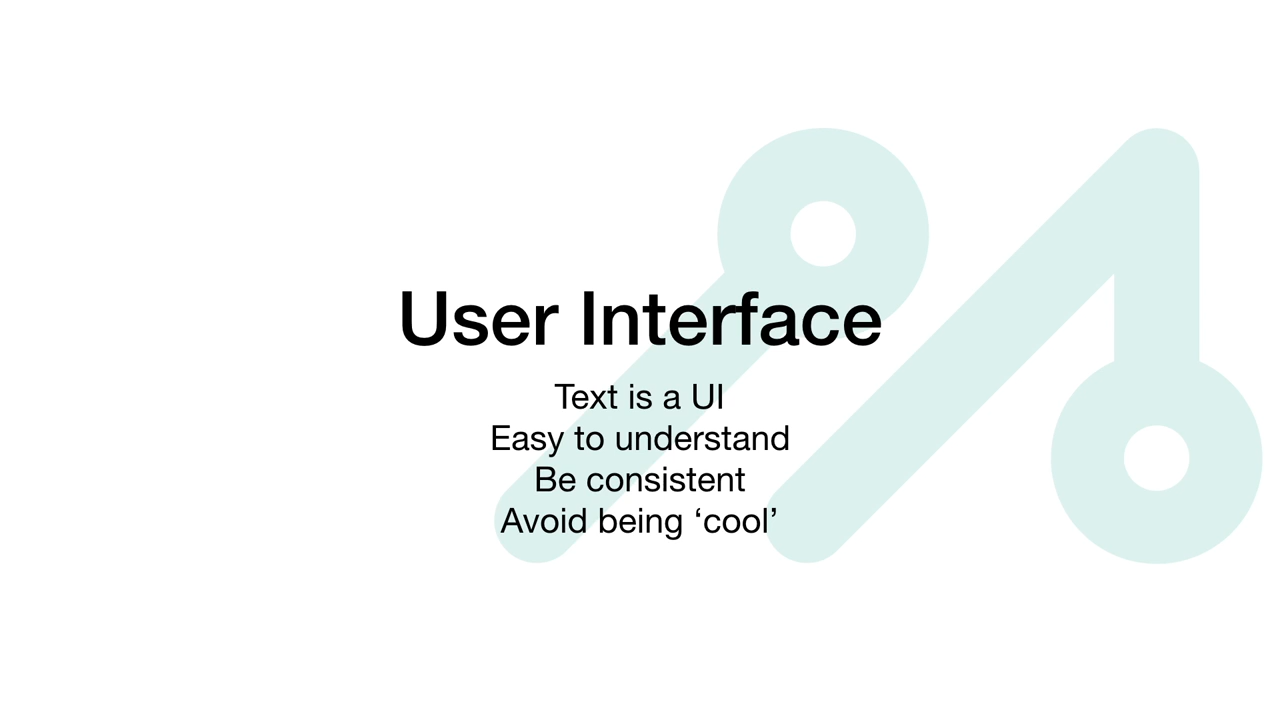 User Interface
Text is a UI
Easy to understand
Be consistent
Avoid being ‘cool’